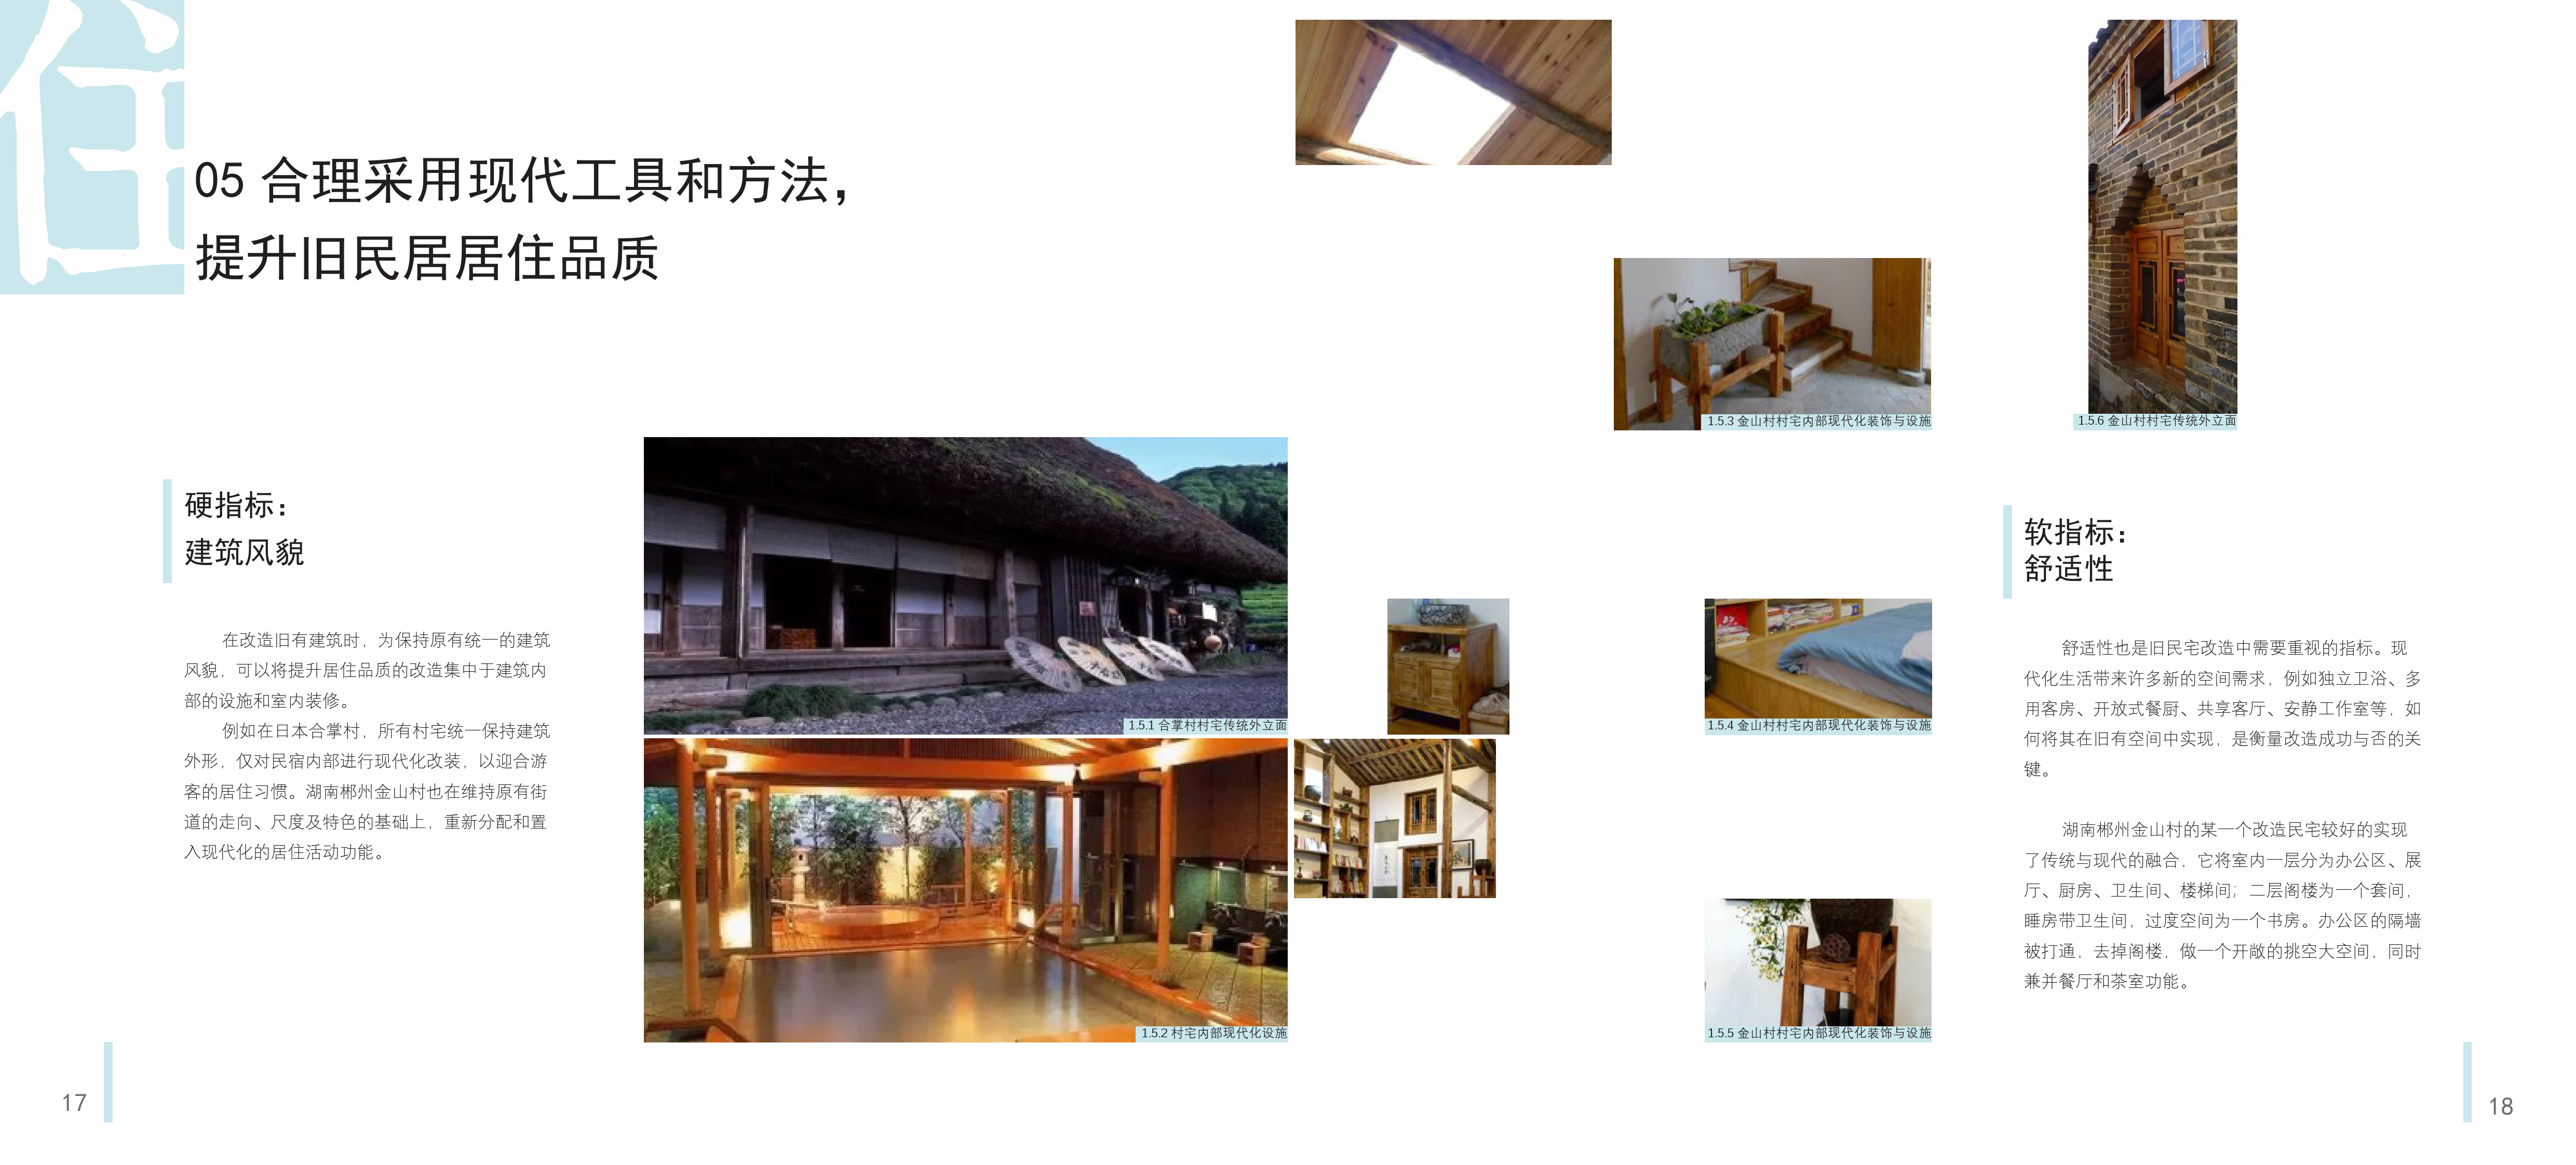 住
05 合理采用现代工具和方法，
提升旧民居居住品质
硬指标：
建筑风貌
在改造旧有建筑时，为保持原有统一的建筑
风貌，可以将提升居住品质的改造集中于建筑内
部的设施和室内装修。
例如在日本合掌村，所有村宅统一保持建筑
外形，仅对民宿内部进行现代化改装，以迎合游
客的居住习惯。湖南郴州金山村也在维持原有街
道的走向、尺度及特色的基础上，重新分配和置
入现代化的居住活动功能。
1.5.1 合掌村村宅传统外立面
1.5.2 村宅内部现代化设施
1.5.3 金山村村宅内部现代化装饰与设施
1.5.4 金山村村宅内部现代化装饰与设施
1.5.5 金山村村宅内部现代化装饰与设施
1.5.6 金山村村宅传统外立面
软指标：
舒适性
舒适性也是旧民宅改造中需要重视的指标。现
代化生活带来许多新的空间需求，例如独立卫浴、多
用客房、开放式餐厨、共享客厅、安静工作室等，如
何将其在旧有空间中实现，是衡量改造成功与否的关
键。
湖南郴州金山村的某一个改造民宅较好的实现
了传统与现代的融合，它将室内一层分为办公区、展
厅、厨房、卫生间、楼梯间；二层阁楼为一个套间，
睡房带卫生间，过度空间为一个书房。办公区的隔墙
被打通，去掉阁楼，做一个开敞的挑空大空间，同时
兼并餐厅和茶室功能。
17
18